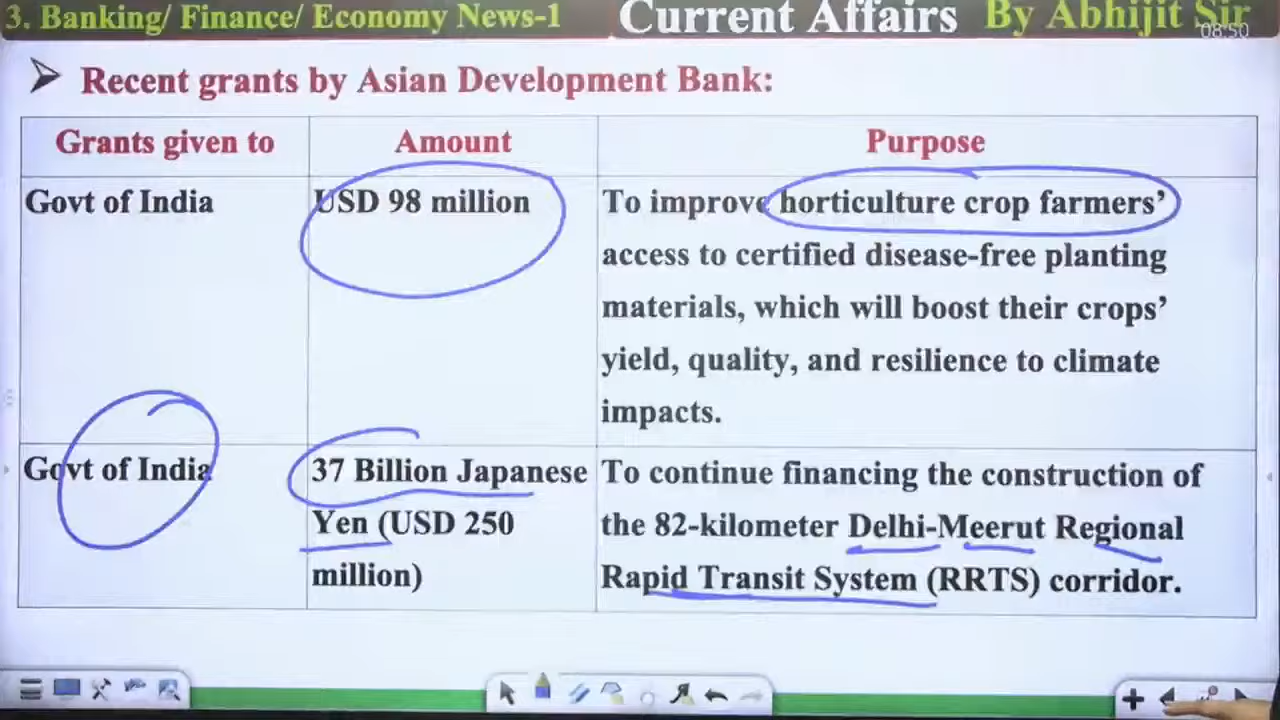 3. Banking/ Finance/ Economy News-1
Current Affairs By Abhijit Sir
08:50
Recent grants by Asian Development Bank:
Grants given to
Amount
Purpose
Govt of India
USD 98 million
To improve horticulture crop farmers’
access to certified disease-free planting
materials, which will boost their crops’
yield, quality, and resilience to climate
impacts.
Govt of India
37 Billion Japanese
Yen (USD 250
million)
To continue financing the construction of
the 82-kilometer Delhi-Meerut Regional
Rapid Transit System (RRTS) corridor.